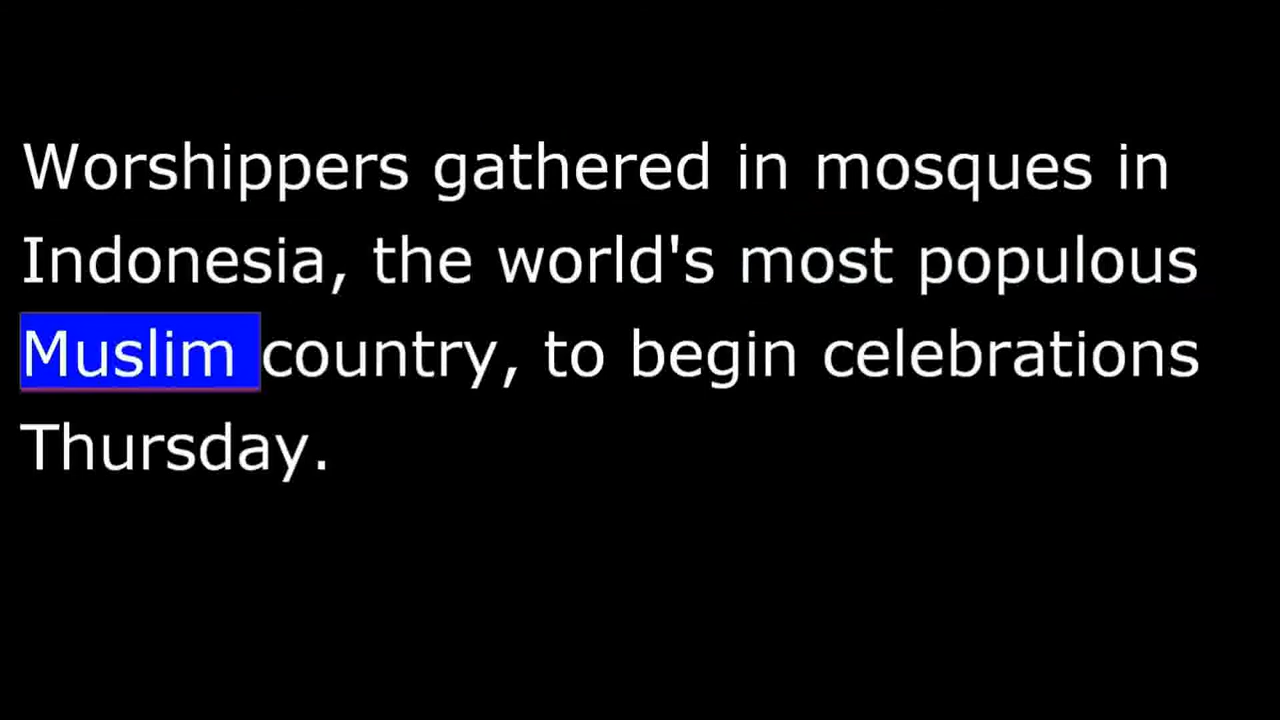 Worshippers gathered in mosques in
Indonesia, the world's most populous
Muslim country, to begin celebrations
Thursday.